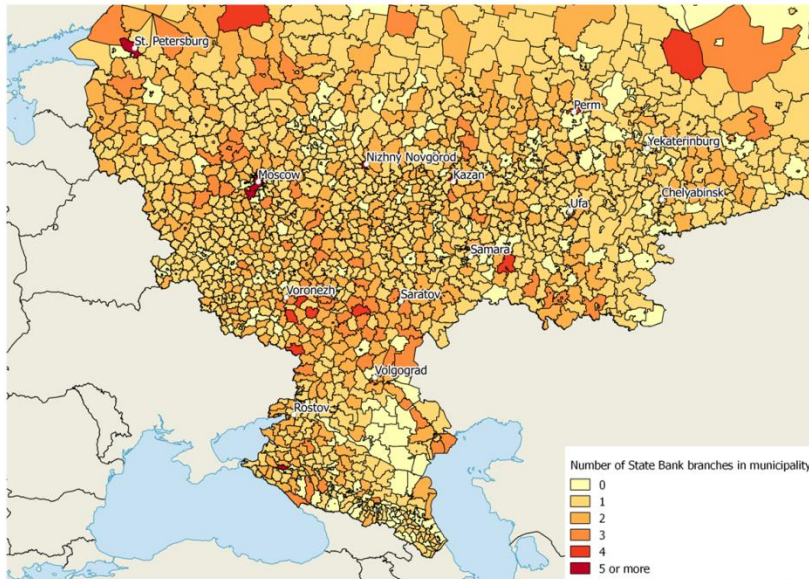 St. Petersburg
Perm
Yekaterinburg
Nizhny Novgorod
Moscow
Kazan
Chelyabinsk
Ufa
Samara
Voronezh
Saratov
Volgograd
Rostov
Number of State Bank branches in municipality
0
1
2
3
4
5 or more